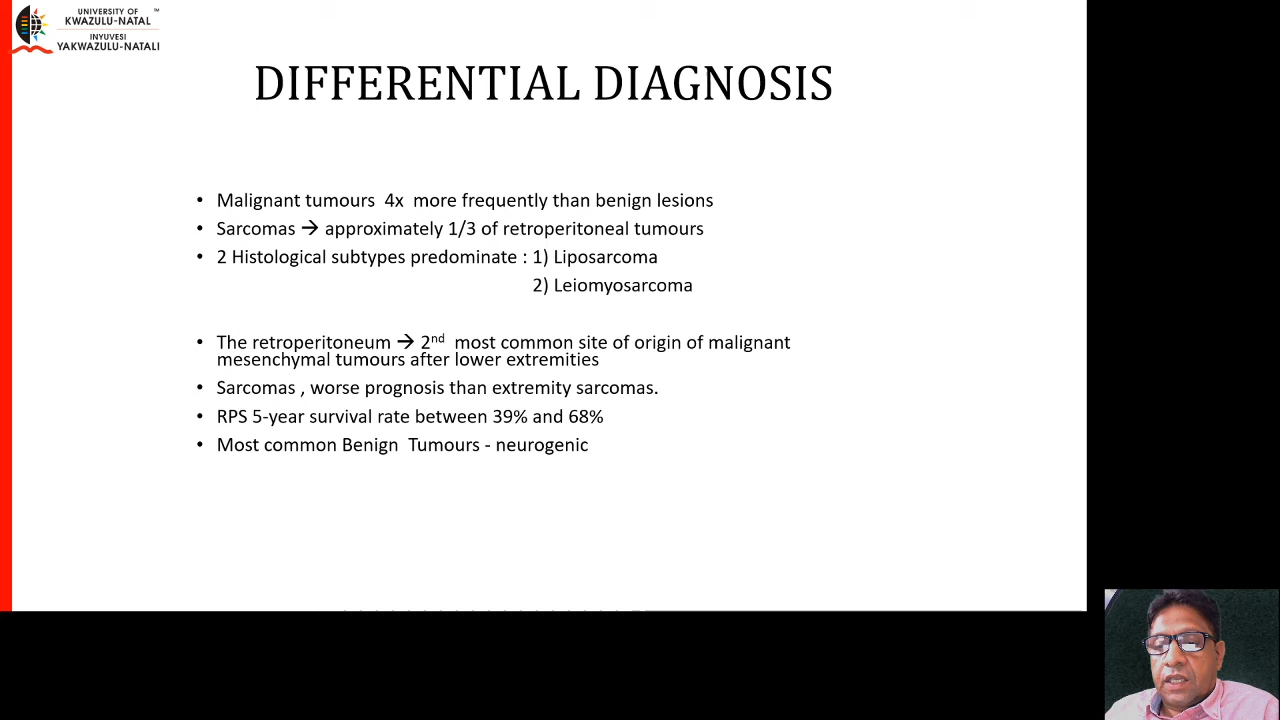 UNIVERSITY OF ™
KWAZULU-NATAL
INYUVESI
YAKWAZULU-NATALI
DIFFERENTIAL DIAGNOSIS
• Malignant tumours 4x more frequently than benign lesions
• Sarcomas → approximately 1/3 of retroperitoneal tumours
• 2 Histological subtypes predominate : 1) Liposarcoma
2) Leiomyosarcoma
• The retroperitoneum → 2nd most common site of origin of malignant
mesenchymal tumours after lower extremities
• Sarcomas , worse prognosis than extremity sarcomas.
• RPS 5-year survival rate between 39% and 68%
• Most common Benign Tumours - neurogenic